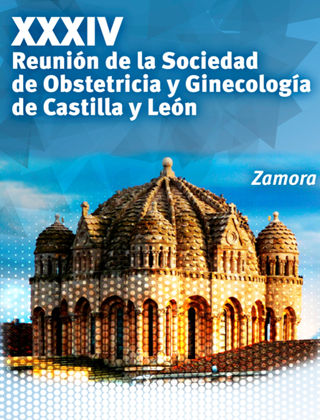 XXXIV
Reunión de la Sociedad
de Obstetricia y Ginecología
de Castilla y León
Zamora